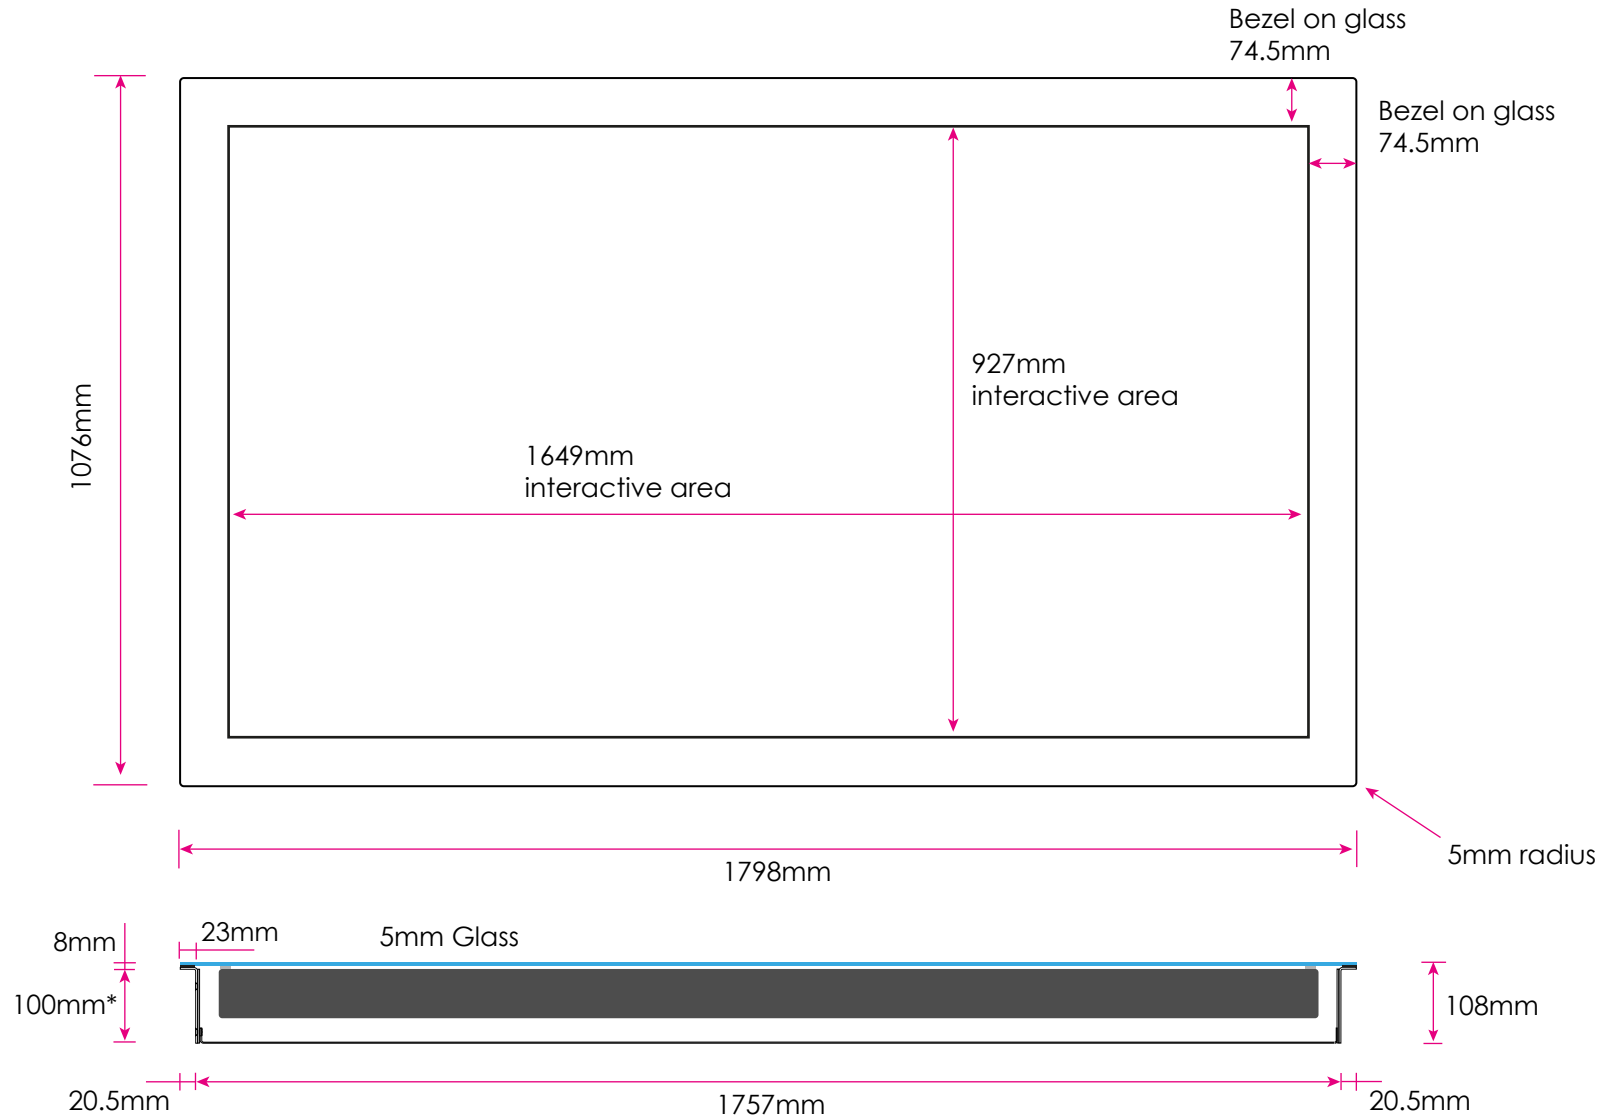 Bezel on glass
74.5mm
Bezel on glass
74.5mm
927mm
interactive area
1076mm
1649mm
interactive area
5mm radius
1798mm
23mm
5mm Glass
8mm
100mm*
108mm
20.5mm
1757mm
20.5mm